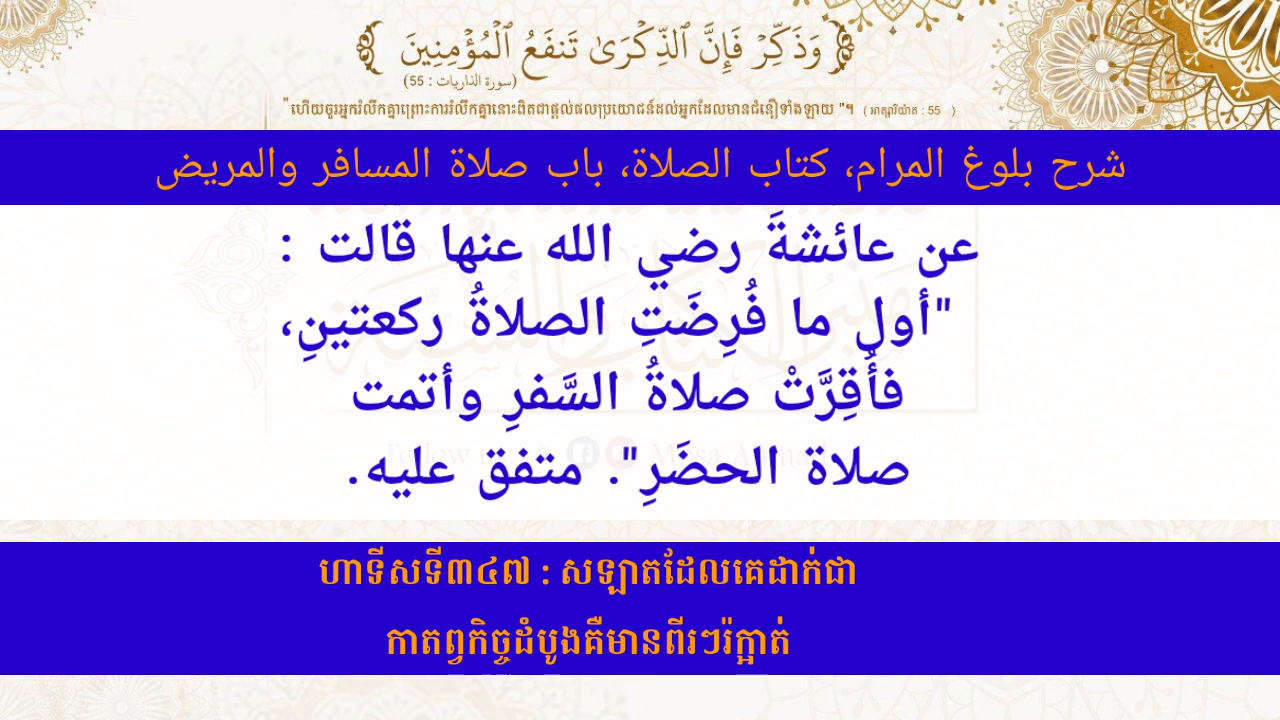 ﴿ وَذَكِّرۡ فَإِنَّ ٱلذِّكۡرَىٰ تَنفَعُ ٱلۡمُؤۡمِنِينَ ﴾
(سورة الذاريات : 55)
" ហើយចូរអ្នករំលឹកគ្នាព្រោះការរំលឹកគ្នានោះពិតជាផ្តល់ផលប្រយោជន៍ដល់អ្នកដែលមានជំនឿទាំងឡាយ "។ ( អាតស្សារីយ៉ាត : 55 )
شرح بلوغ المرام، كتاب الصلاة، باب صلاة المسافر والمريض
عن عائشةَ رضي الله عنها قالت :
"أول ما فُرِضَتِ الصلاةُ ركعتينِ،
فأُقِرَّتْ صلاةُ السَّفرِ وأتمت
صلاة الحضَرِ". متفق عليه.
ហាទីសទី៣៤៧ : សឡាតដែលគេដាក់ជា
កាតព្វកិច្ចដំបូងគឺមានពីរៗរ៉ក្អាត់